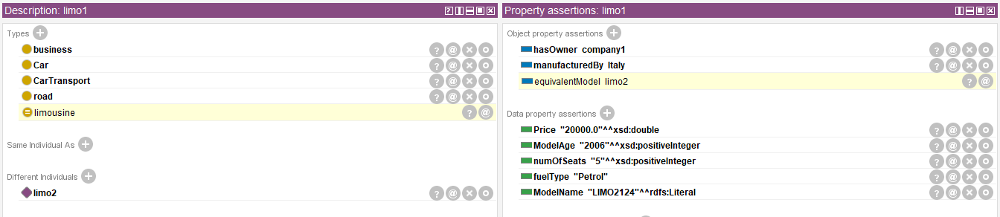 Description: limo1
Types
business
Car
CarTransport
road
limousine
Same Individual As
Different Individuals
limo2
Property assertions: limo1
Object property assertions
hasOwner company1
manufacturedBy Italy
equivalentModel limo2
Data property assertions
Price "20000.0"^^xsd:double
ModelAge "2006"^^xsd:positiveInteger
numOfSeats "5"^^xsd:positiveInteger
fuelType "Petrol"
ModelName "LIMO2124"^^rdfs:Literal